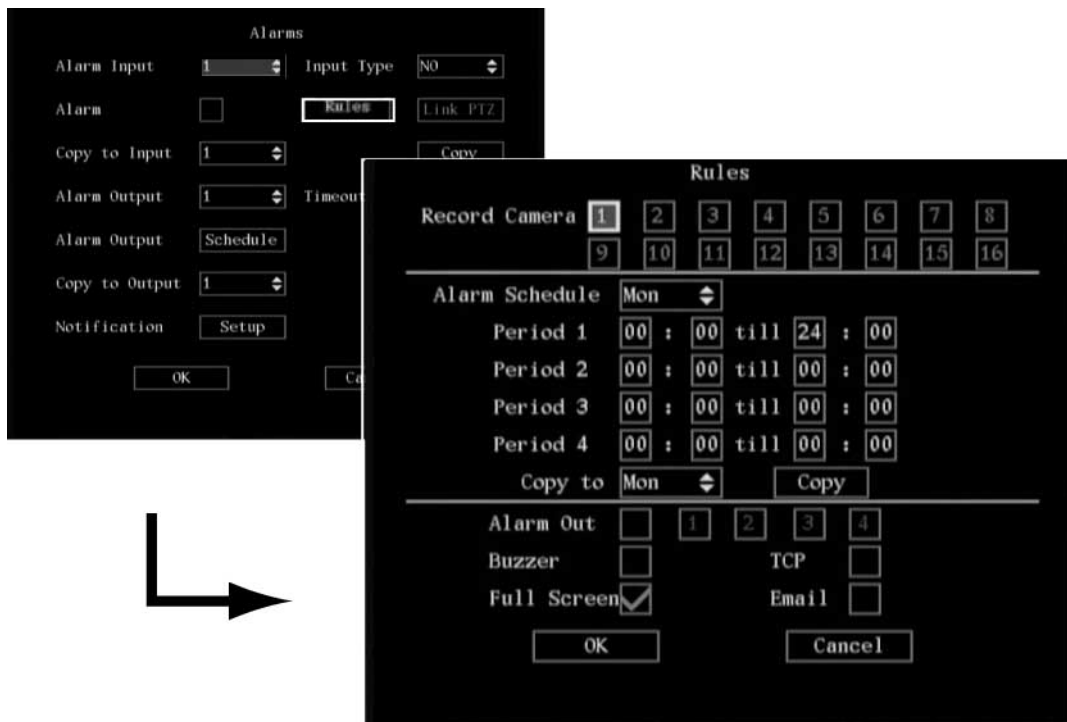 Alarms
Alarm Input 1 Input Type NO
Alarm Rules Link PTZ
Copy to Input 1 Copy
Alarm Output 1 Timeout
Alarm Output Schedule
Copy to Output 1
Notification Setup
OK Ca
Rules
Record Camera 1 2 3 4 5 6 7 8
9 10 11 12 13 14 15 16
Alarm Schedule Mon
Period 1 00 : 00 till 24 : 00
Period 2 00 : 00 till 00 : 00
Period 3 00 : 00 till 00 : 00
Period 4 00 : 00 till 00 : 00
Copy to Mon Copy
Alarm Out 1 2 3 4
Buzzer TCP
Full Screen Email
OK Cancel